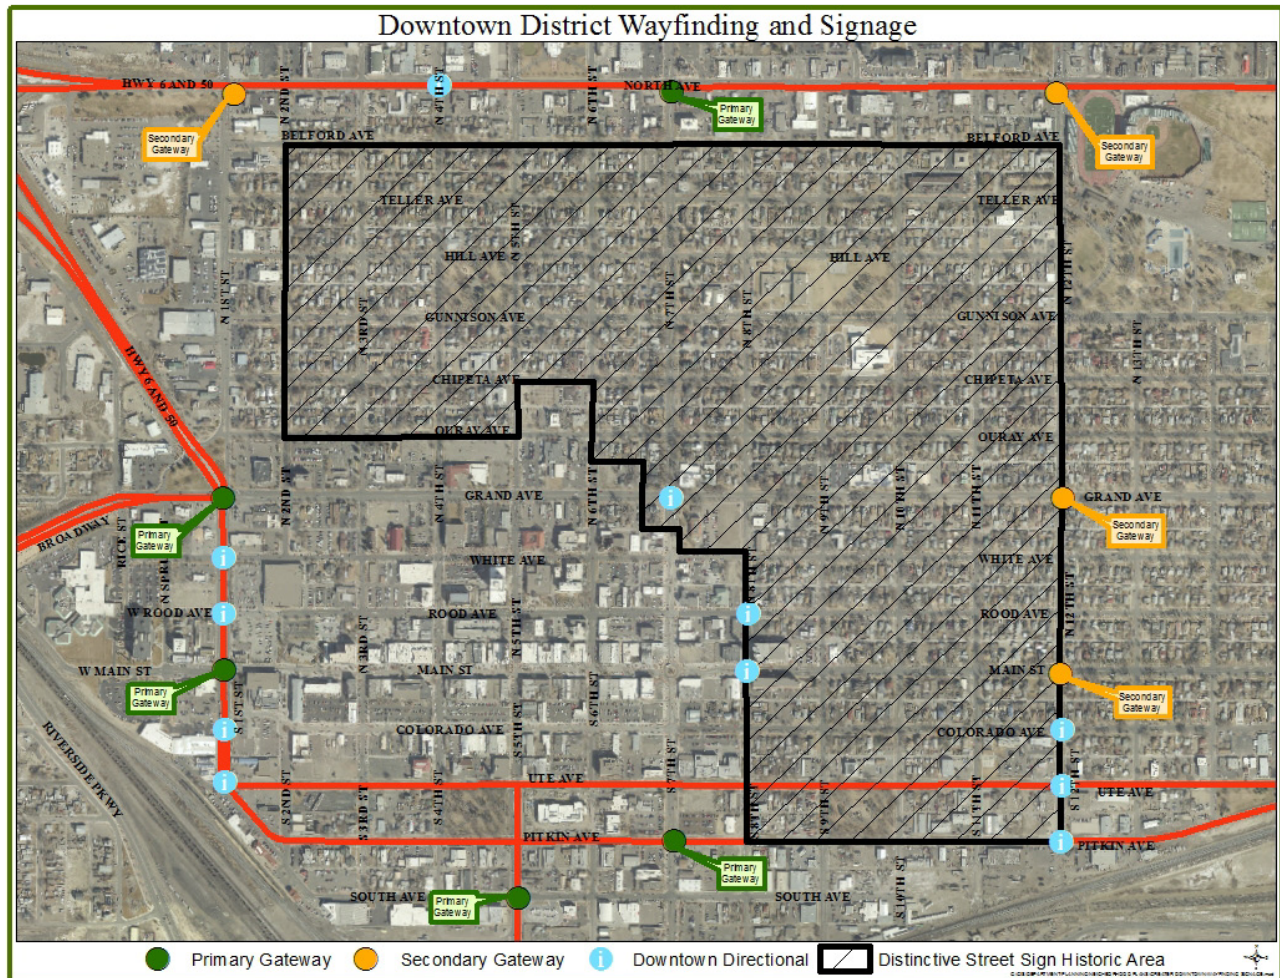 Downtown District Wayfinding and Signage
HWY 6 AND 50
N 2ND ST
N 4TH ST
N 6TH ST
NORTH AVE
Primary
Gateway
Secondary
Gateway
BELFORD AVE
BELFORD AVE
Secondary
Gateway
TELLER AVE
TELLER AVE
N 5TH ST
HILL AVE
HILL AVE
N 12TH ST
N 1ST ST
N 3RD ST
GUNNISON AVE
N 7TH ST
N 8TH ST
GUNNISON AVE
N 13TH ST
HWY 6 AND 50
CHIPETA AVE
CHIPETA AVE
OURAY AVE
OURAY AVE
N 2ND ST
N 4TH ST
GRAND AVE
N 6TH ST
i
N 9TH ST
N 10TH ST
N 11TH ST
GRAND AVE
BROADWAY
RICE ST
Primary
Gateway
Secondary
Gateway
i
WHITE AVE
N 8TH ST
WHITE AVE
W ROOD AVE
i
ROOD AVE
N 5TH ST
i
ROOD AVE
N 12TH ST
N 3RD ST
W MAIN ST
MAIN ST
i
MAIN ST
Primary
Gateway
S 1ST ST
S 6TH ST
Secondary
Gateway
i
COLORADO AVE
S 5TH ST
COLORADO AVE
i
RIVERSIDE PKWY
i
S 2ND ST
S 3RD ST
S 4TH ST
UTE AVE
S 7TH ST
S 8TH ST
S 9TH ST
S 11TH ST
i
S 12TH ST
UTE AVE
PITKIN AVE
i
PITKIN AVE
Primary
Gateway
SOUTH AVE
Primary
Gateway
SOUTH AVE
S 10TH ST
Primary Gateway
Secondary Gateway
i
Downtown Directional
Distinctive Street Sign Historic Area